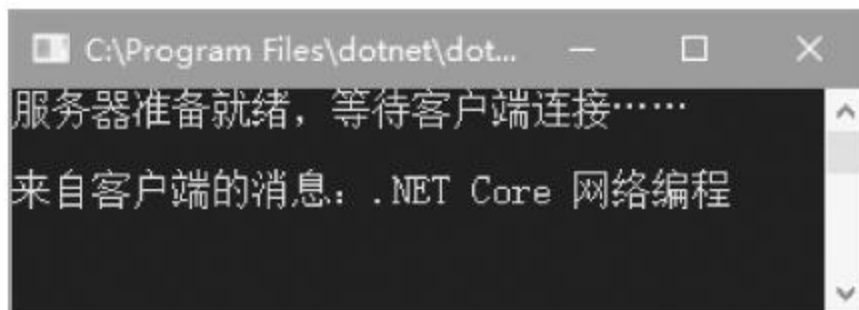 C:\Program Files\dotnet\dot...
服务器准备就绪，等待客户端连接……
来自客户端的消息：.NET Core 网络编程